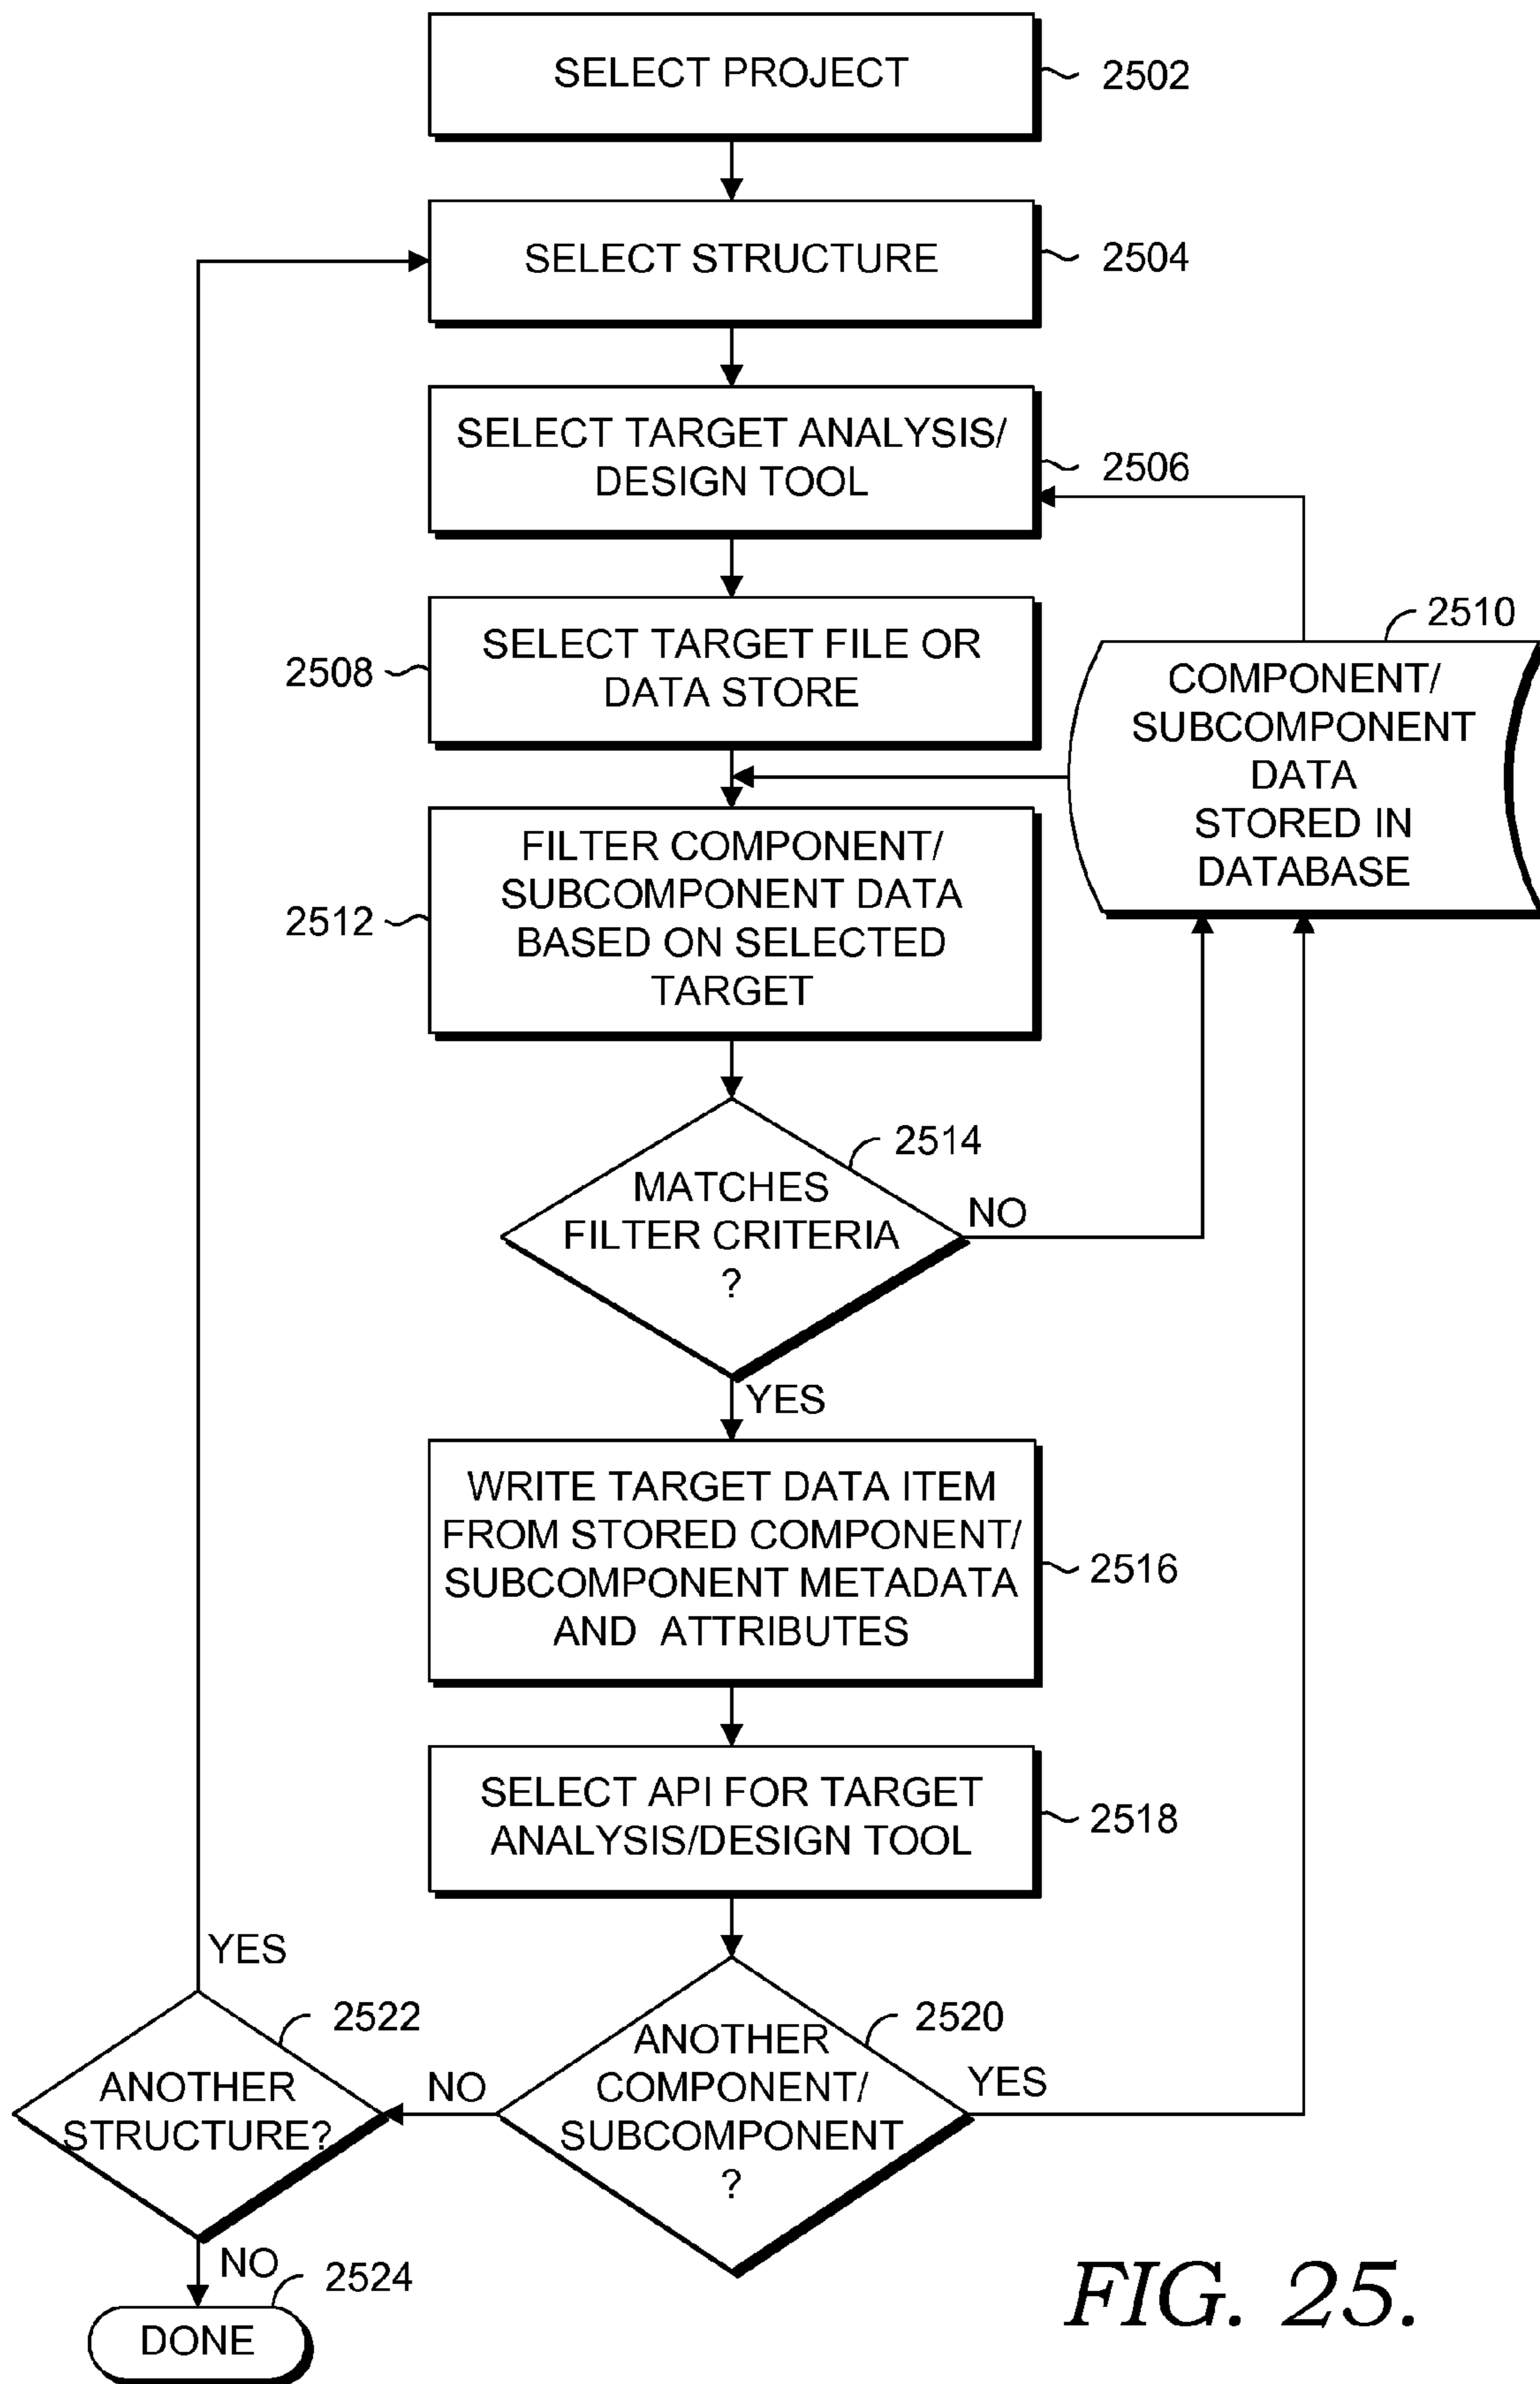 SELECT PROJECT
2502
SELECT STRUCTURE
2504
SELECT TARGET ANALYSIS/
DESIGN TOOL
2506
2508
SELECT TARGET FILE OR
DATA STORE
2510
COMPONENT/
SUBCOMPONENT
DATA
STORED IN
DATABASE
2512
FILTER COMPONENT/
SUBCOMPONENT DATA
BASED ON SELECTED
TARGET
2514
MATCHES
FILTER CRITERIA
?
NO
YES
WRITE TARGET DATA ITEM
FROM STORED COMPONENT/
SUBCOMPONENT METADATA
AND ATTRIBUTES
2516
SELECT API FOR TARGET
ANALYSIS/DESIGN TOOL
2518
2520
ANOTHER
COMPONENT/
SUBCOMPONENT
?
YES
NO
YES
2522
ANOTHER
STRUCTURE?
NO
2524
DONE
FIG. 25.